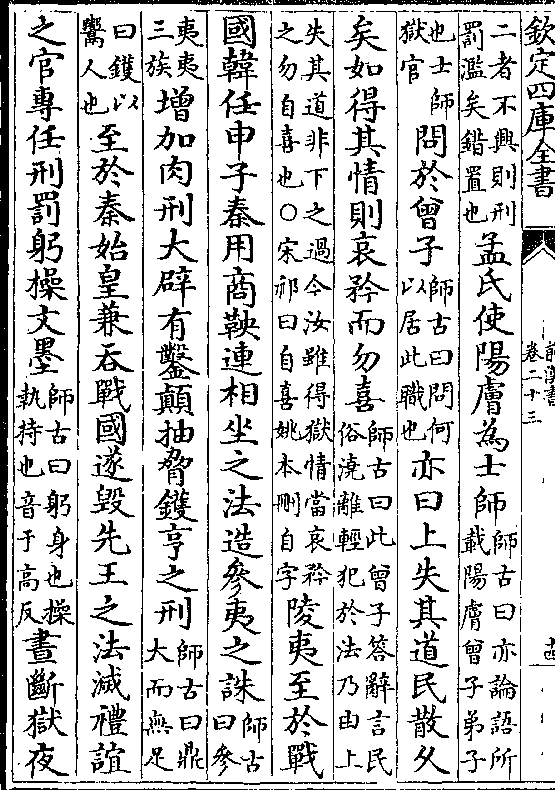 欽定四庫全書
前漢書
卷二十三
二者不興則刑
罰濫矣錯置也
孟氏使陽膚為士師
師古曰亦論語所
載陽膚曾子弟子
也士師
獄官
問於曾子
師古曰問何
以居此職也
亦曰上失其道民散久
矣如得其情則哀矜而勿喜
師古曰此曾子答辭言民
俗澆離輕犯於法乃由上
失其道非下之過今汝雖得獄情當哀矜
之勿自喜也○宋祁曰自喜姚本刪自字
陵夷至於戰
國韓任申子秦用商鞅連相坐之法造參夷之誅
師古
曰參
夷夷
三族
增加肉刑大辟有鑿顛抽脅鑊亨之刑
師古曰鼎
大而無足
曰鑊以
鬻人也
至於秦始皇兼吞戰國遂毀先王之法滅禮誼
之官專任刑罰躬操文墨
師古曰躬身也操
執持也音于高反
晝斷獄夜